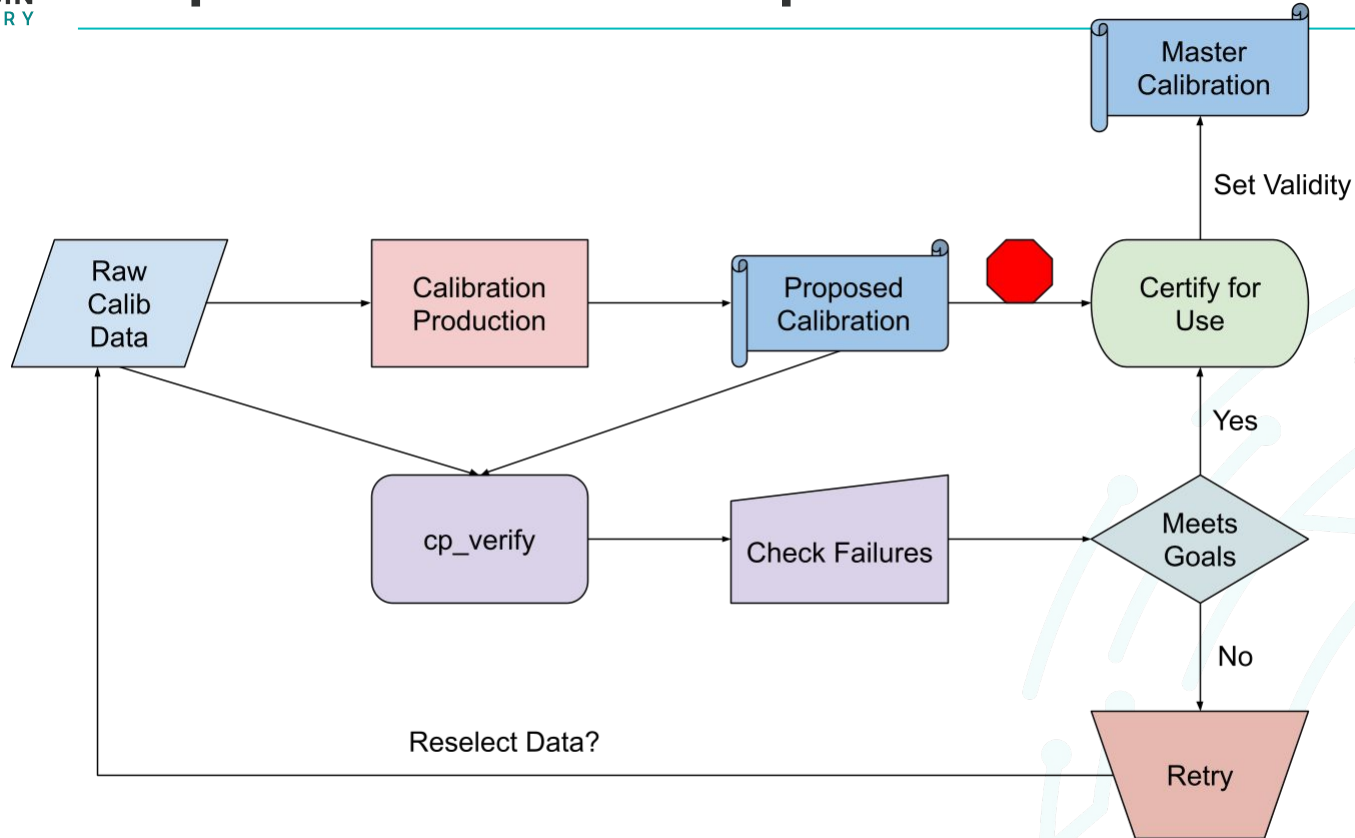 RY
Master
Calibration
Set Validity
Raw
Calib
Data
Calibration
Production
Proposed
Calibration
Certify for
Use
Yes
cp_verify
Check Failures
Meets
Goals
No
Reselect Data?
Retry